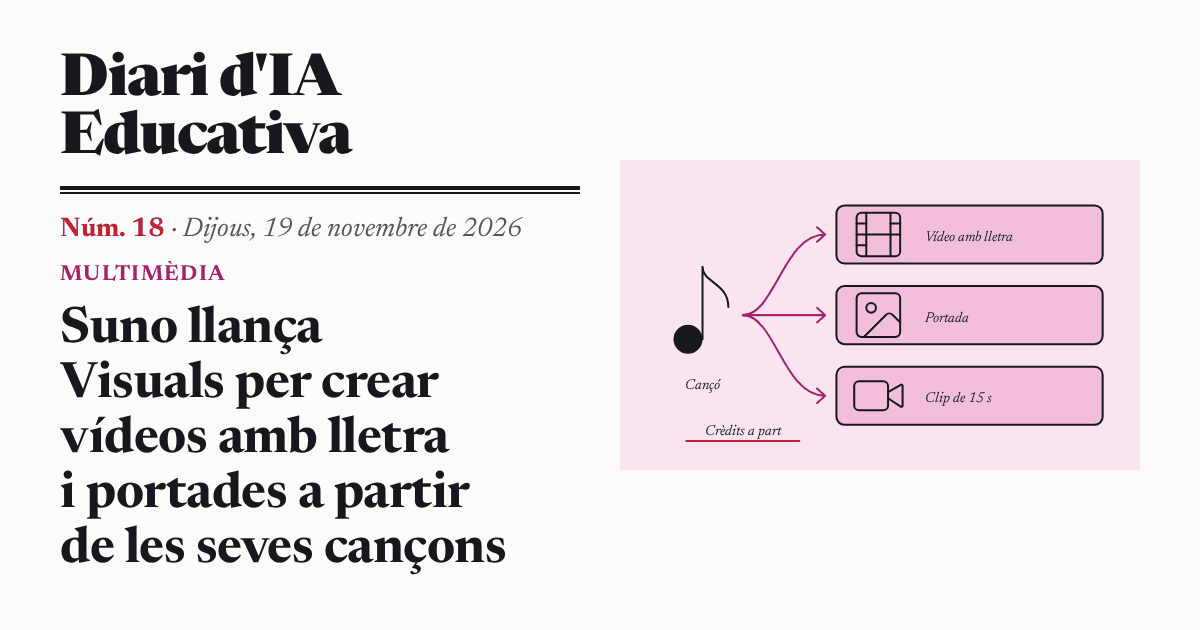 Diari d'IA
Educativa
Núm. 18 · Dijous, 19 de novembre de 2026
MULTIMÈDIA
Suno llança
Visuals per crear
vídeos amb lletra
i portades a partir
de les seves cançons
Vídeo amb lletra
Portada
Cançó
Clip de 15 s
Crèdits a part